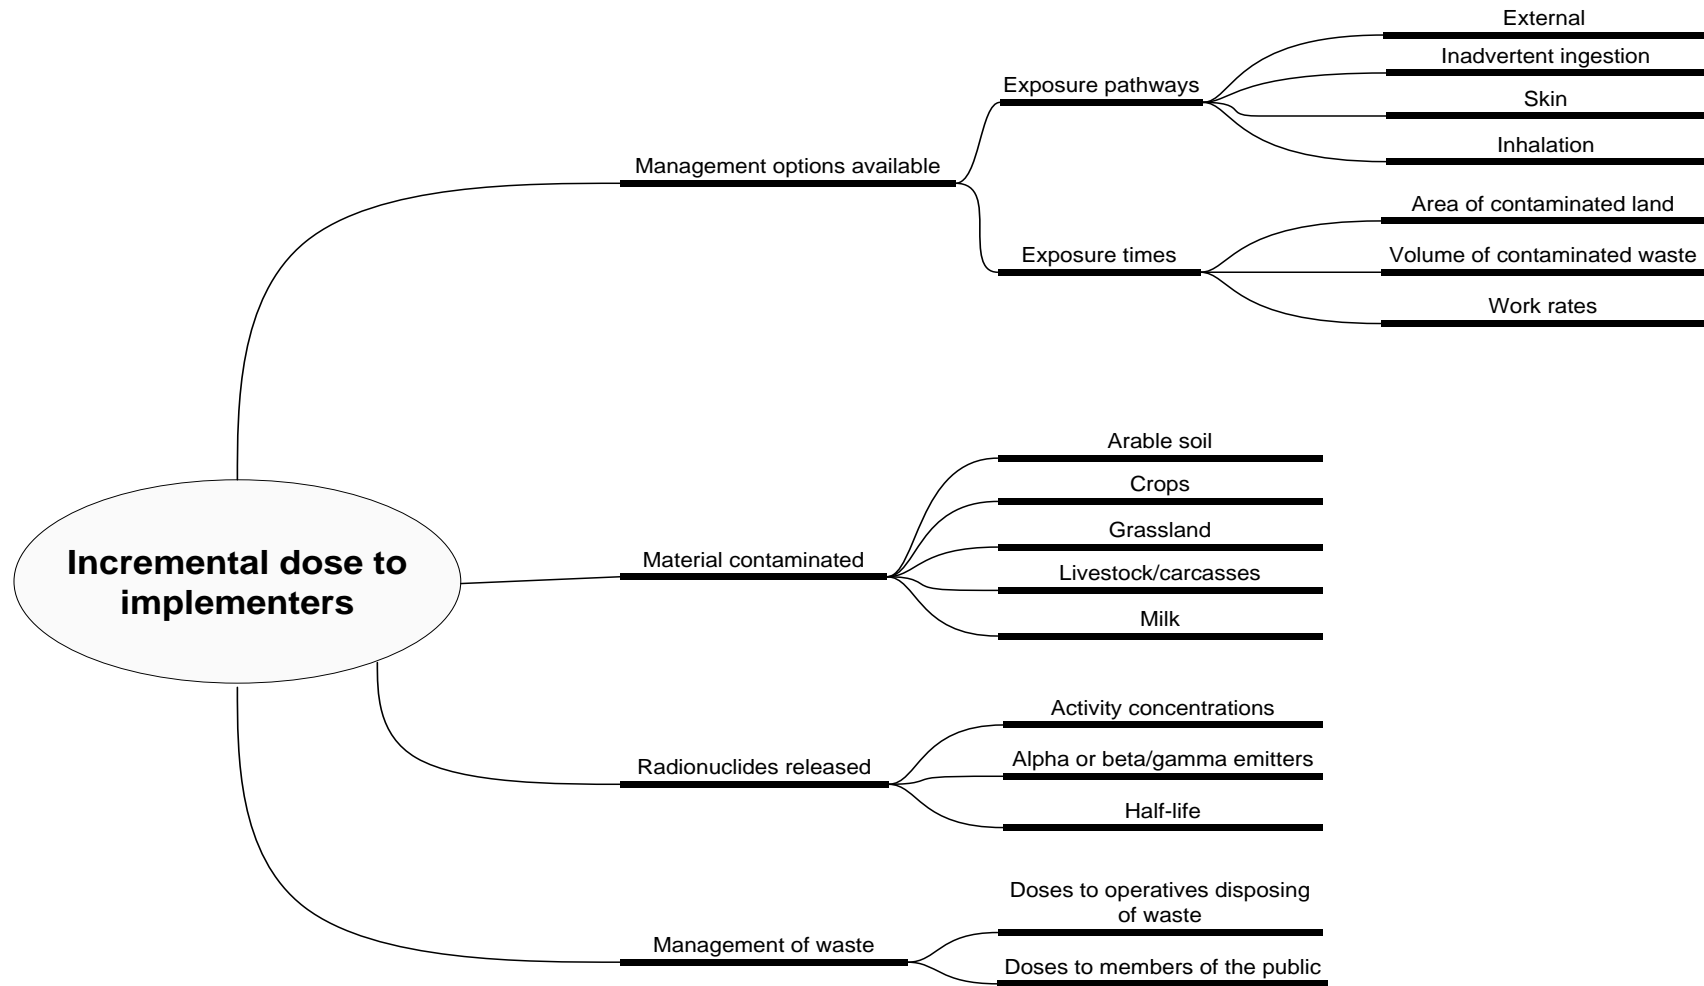 Incremental dose to
implementers
Management options available
Exposure pathways
External
Inadvertent ingestion
Skin
Inhalation
Exposure times
Area of contaminated land
Volume of contaminated waste
Work rates
Material contaminated
Arable soil
Crops
Grassland
Livestock/carcasses
Milk
Radionuclides released
Activity concentrations
Alpha or beta/gamma emitters
Half-life
Management of waste
Doses to operatives disposing
of waste
Doses to members of the public